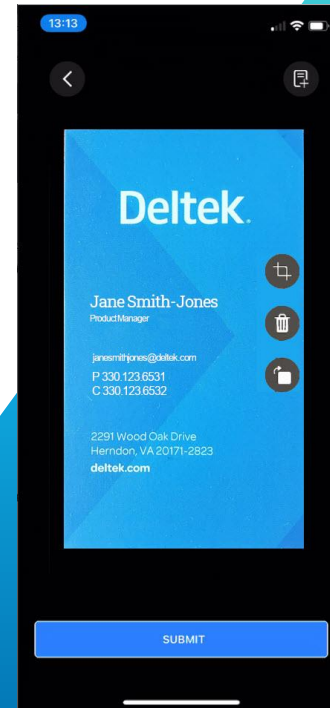 13:13
Deltek.
Jane Smith-Jones
Product Manager
janesmithjones@deltek.com
P 330.123.6531
C 330.123.6532
2291 Wood Oak Drive
Herndon, VA 20171-2823
deltek.com
SUBMIT